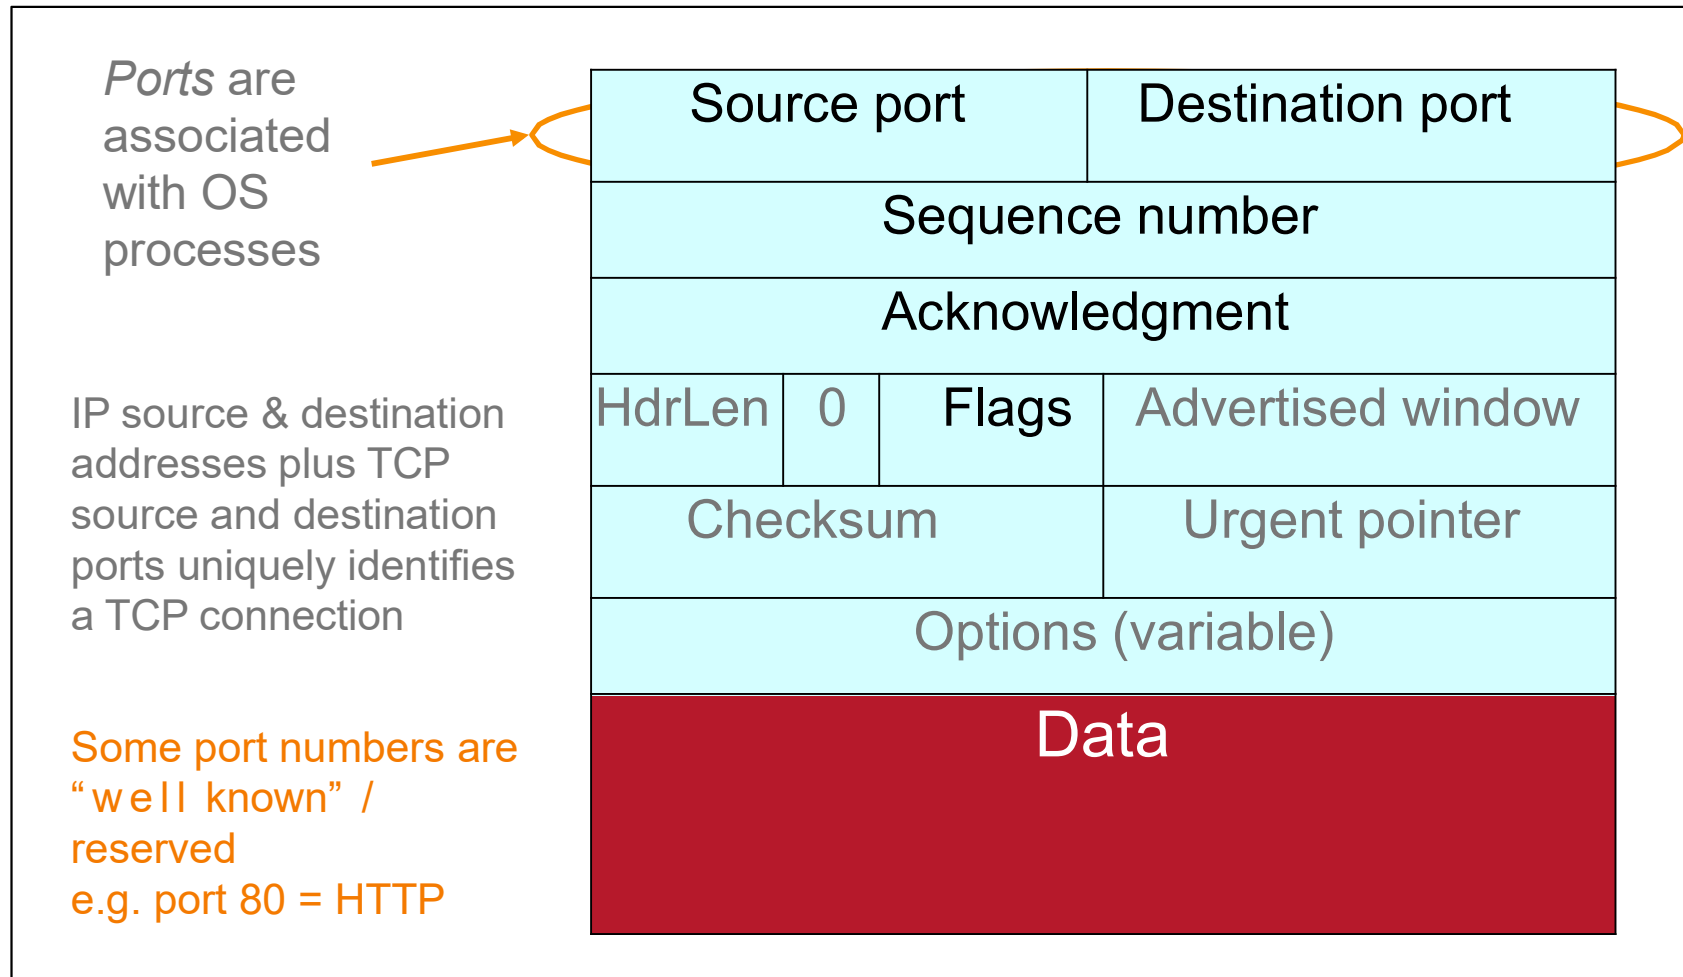 Ports are
associated
with OS
processes
IP source & destination
addresses plus TCP
source and destination
ports uniquely identifies
a TCP connection
Some port numbers are
“well known” /
reserved
e.g. port 80 = HTTP
Source port Destination port
Sequence number
Acknowledgment
HdrLen 0 Flags Advertised window
Checksum Urgent pointer
Options (variable)
Data